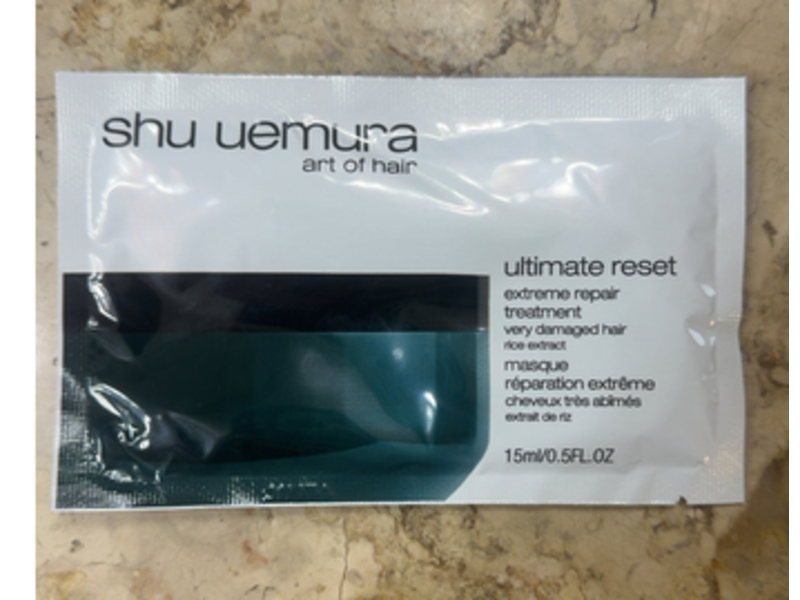 shu uemura
art of hair
ultimate reset
extreme repair
treatment
very damaged hair
rice extract
masque
réparation extrême
cheveux très abîmés
extrait de riz
15ml/0.5FL.OZ